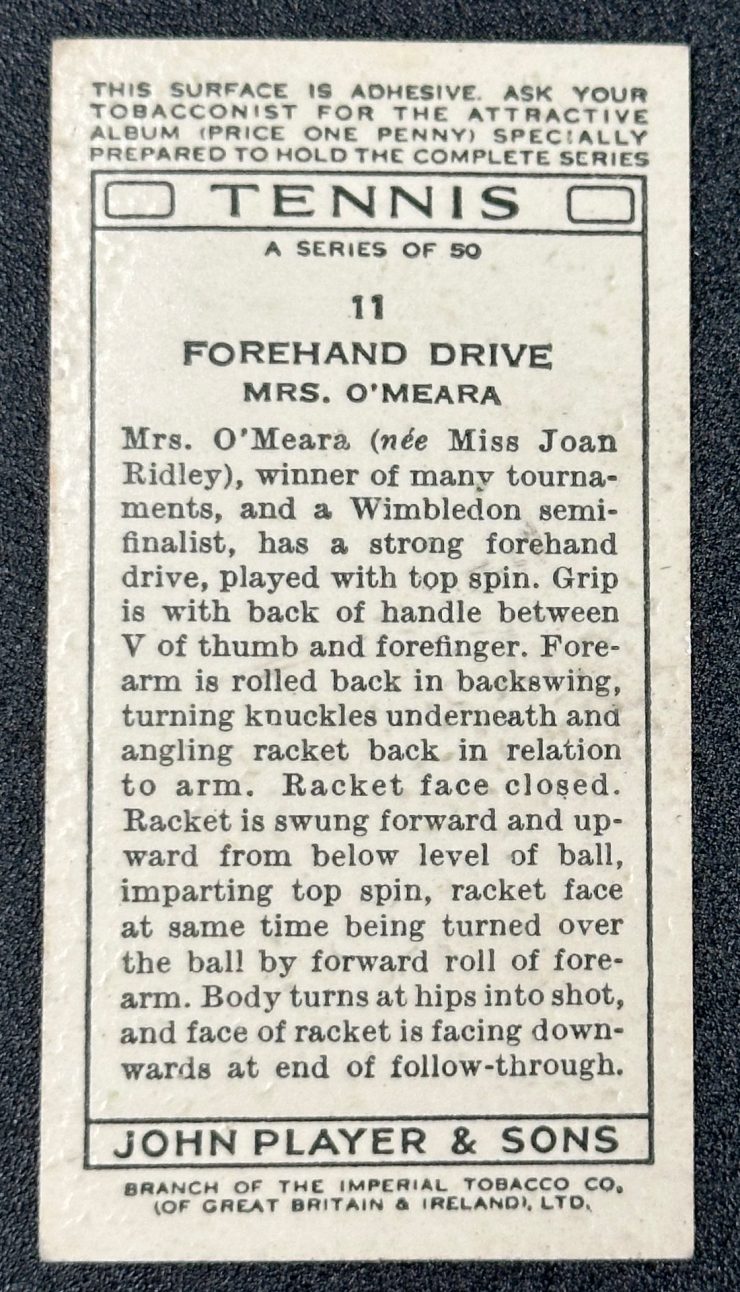 THIS SURFACE IS ADHESIVE. ASK YOUR
TOBACCONIST FOR THE ATTRACTIVE
ALBUM (PRICE ONE PENNY) SPECIALLY
PREPARED TO HOLD THE COMPLETE SERIES
TENNIS
A SERIES OF 50
11
FOREHAND DRIVE
MRS. O'MEARA
Mrs. O'Meara (née Miss Joan
Ridley), winner of many tourna-
ments, and a Wimbledon semi-
finalist, has a strong forehand
drive, played with top spin. Grip
is with back of handle between
V of thumb and forefinger. Fore-
arm is rolled back in backswing,
turning knuckles underneath and
angling racket back in relation
to arm. Racket face closed.
Racket is swung forward and up-
ward from below level of ball,
imparting top spin, racket face
at same time being turned over
the ball by forward roll of fore-
arm. Body turns at hips into shot,
and face of racket is facing down-
wards at end of follow-through.
JOHN PLAYER & SONS
BRANCH OF THE IMPERIAL TOBACCO CO.
(OF GREAT BRITAIN & IRELAND), LTD.